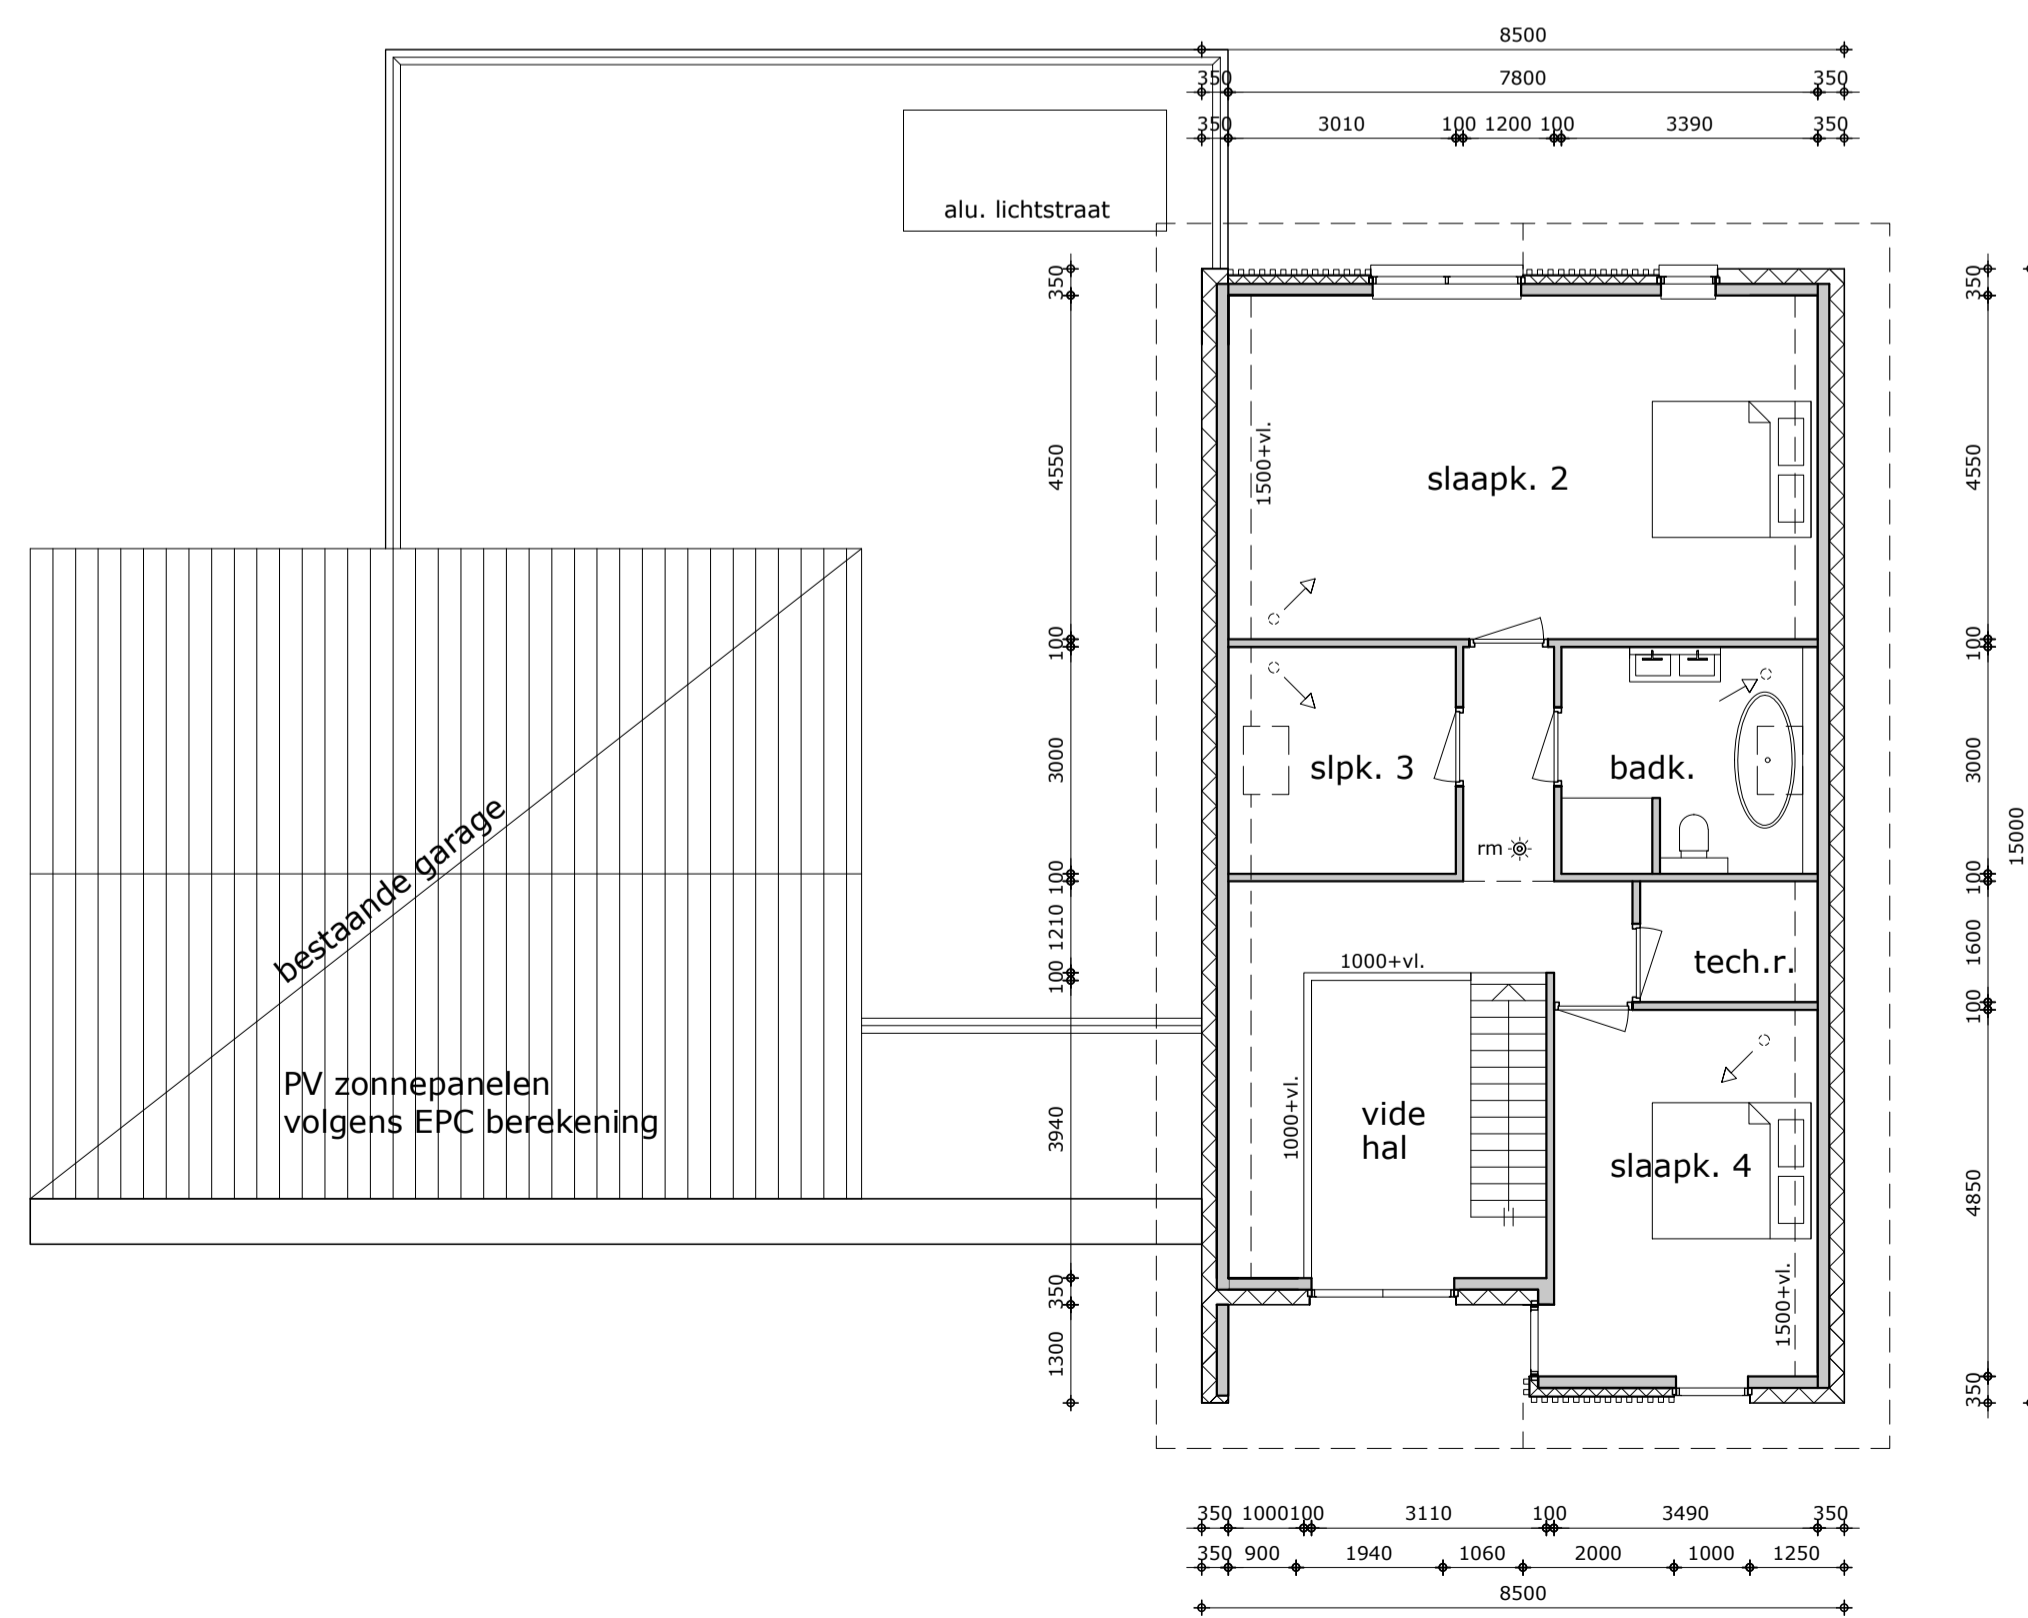 8500
350 7800 350
350 3010 100 1200 100 3390 350
alu. lichtstraat
350
4550
100
3000
100
1210
100
3940
350
1300
350
4550
100
3000
100
1600
100
4850
350
15000
1500+vl.
slaapk. 2
slpk. 3
badk.
rm
tech.r.
1000+vl.
1000+vl.
vide
hal
slaapk. 4
1500+vl.
bestaande garage
PV zonnepanelen
volgens EPC berekening
350 1000 100 3110 100 3490 350
350 900 1940 1060 2000 1000 1250
8500